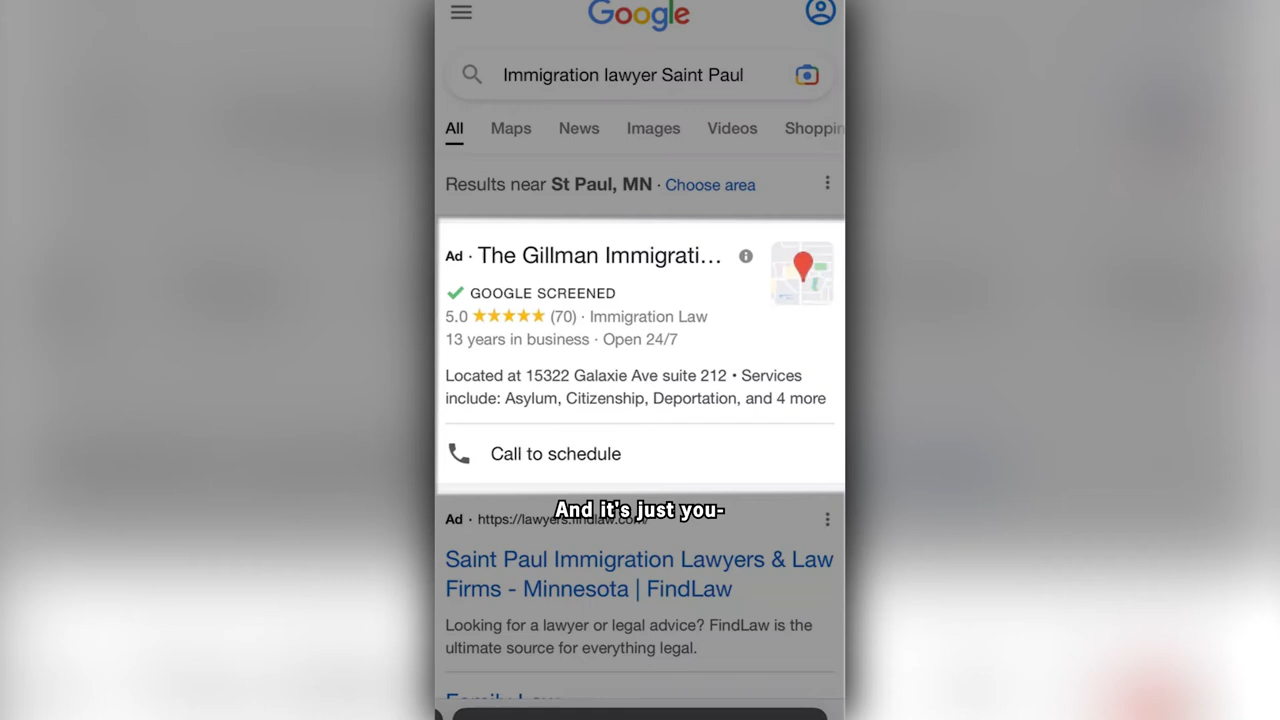 Google
Immigration lawyer Saint Paul
All Maps News Images Videos Shoppin
Results near St Paul, MN · Choose area
Ad · The Gillman Immigrati...
GOOGLE SCREENED
5.0 (70) · Immigration Law
13 years in business · Open 24/7
Located at 15322 Galaxie Ave suite 212 • Services
include: Asylum, Citizenship, Deportation, and 4 more
Call to schedule
And it's just you-
Ad · https://lawyers.findlaw.com/
Saint Paul Immigration Lawyers & Law
Firms - Minnesota | FindLaw
Looking for a lawyer or legal advice? FindLaw is the
ultimate source for everything legal.
Family Law